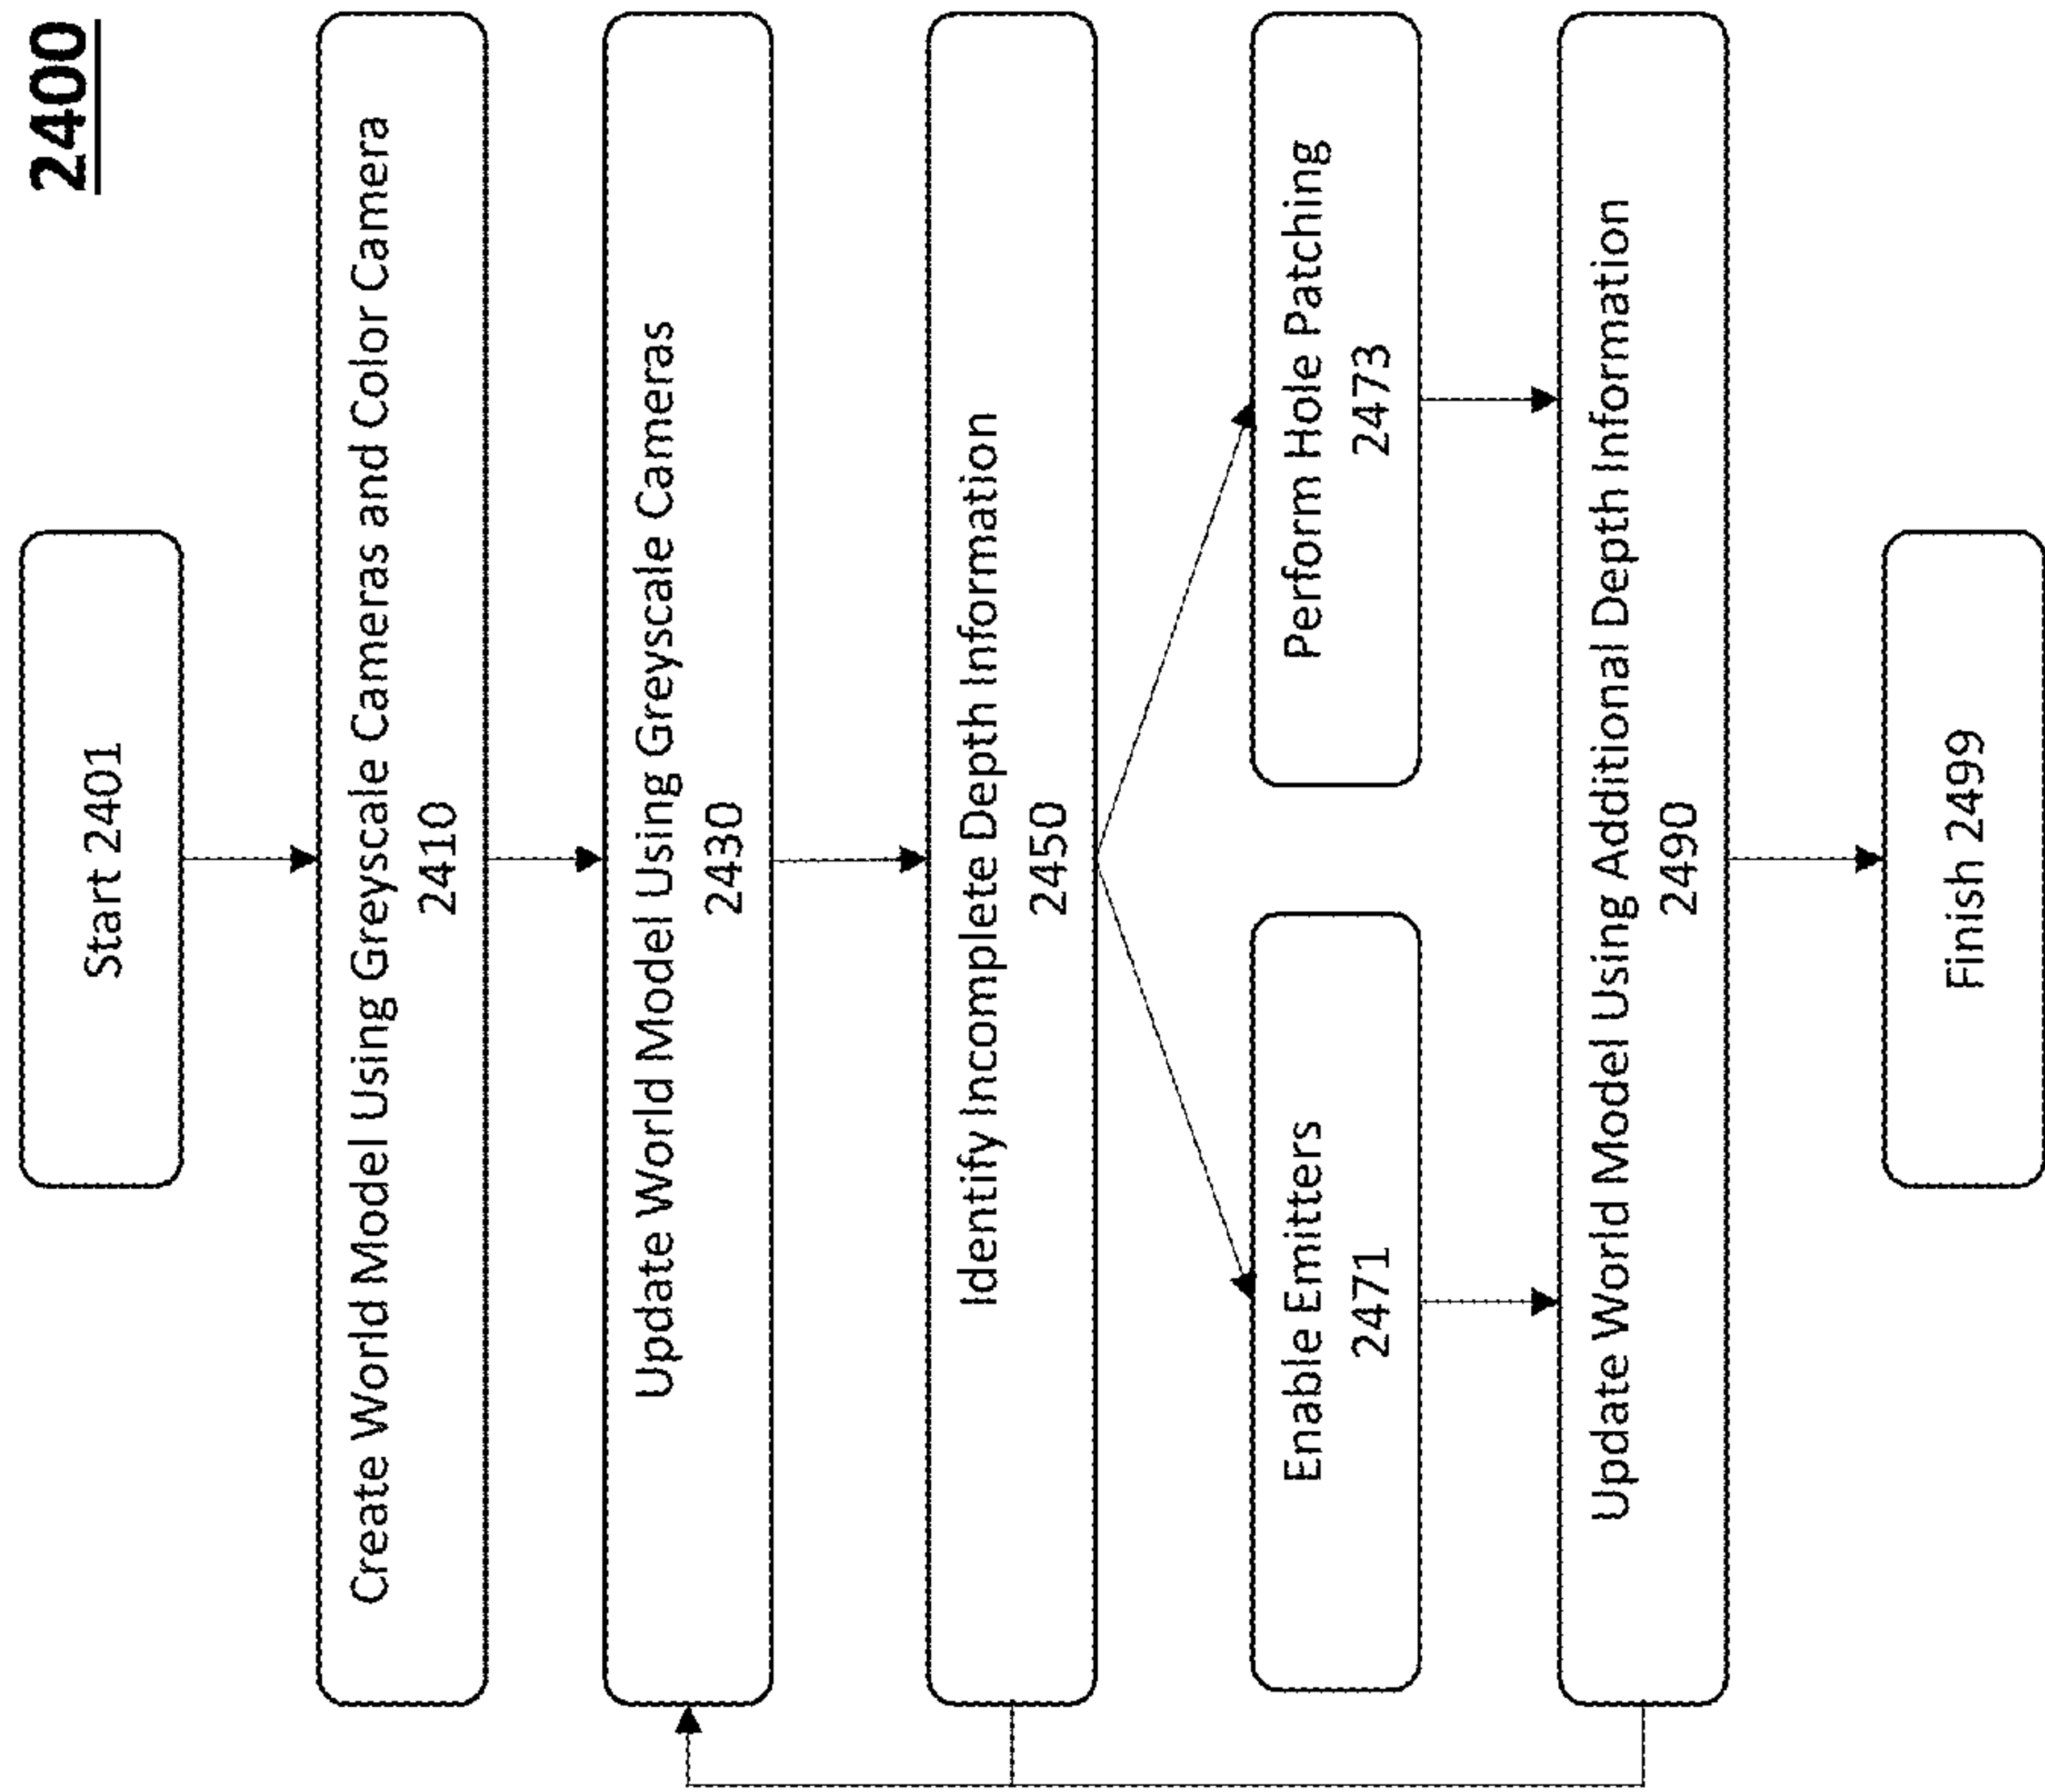 2400
Start 2401
Create World Model Using Greyscale Cameras and Color Camera
2410
Update World Model Using Greyscale Cameras
2430
Identify Incomplete Depth Information
2450
Enable Emitters
2471
Perform Hole Patching
2473
Update World Model Using Additional Depth Information
2490
Finish 2499